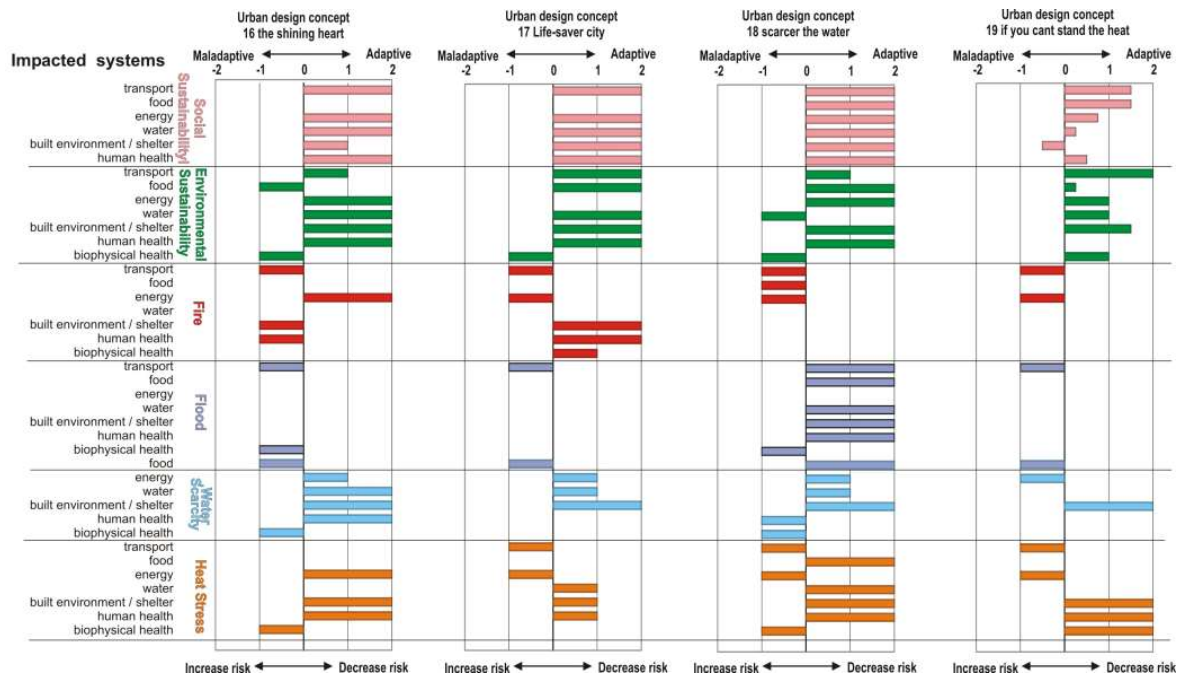 Urban design concept
16 the shining heart
Urban design concept
17 Life-saver city
Urban design concept
18 scarcer the water
Urban design concept
19 if you cant stand the heat
Maladaptive Adaptive
Maladaptive Adaptive
Maladaptive Adaptive
Maladaptive Adaptive
Impacted systems
-2 -1 0 1 2
-2 -1 0 1 2
-2 -1 0 1 2
-2 -1 0 1 2
Social
Sustainability
transport
food
energy
water
built environment / shelter
human health
Environmental
Sustainability
transport
food
energy
water
built environment / shelter
human health
biophysical health
Fire
transport
food
energy
water
built environment / shelter
human health
biophysical health
Flood
transport
food
energy
water
built environment / shelter
human health
biophysical health
food
Water
Scarcity
energy
water
built environment / shelter
human health
biophysical health
Heat Stress
transport
food
energy
water
built environment / shelter
human health
biophysical health
Increase risk Decrease risk
Increase risk Decrease risk
Increase risk Decrease risk
Increase risk Decrease risk